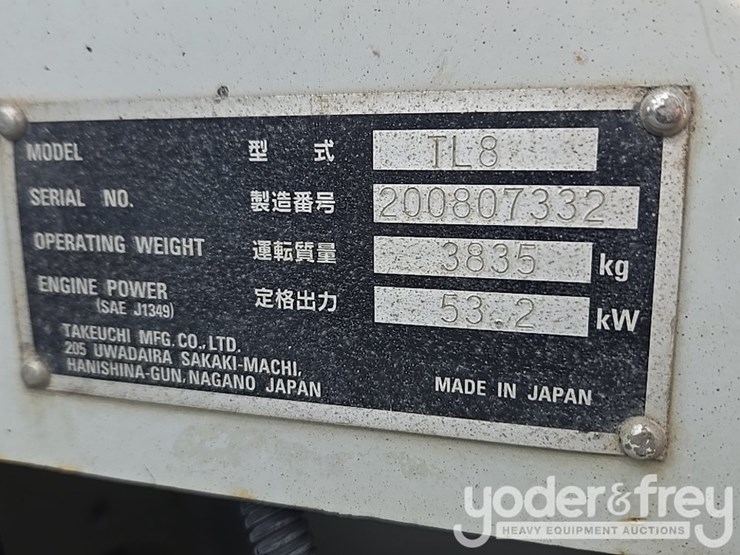 MODEL 型 式 TL8
SERIAL NO. 製造番号 200807332
OPERATING WEIGHT 運転質量 3835 kg
ENGINE POWER 定格出力 53.2 kW
(SAE J1349)
TAKEUCHI MFG.CO.,LTD.
205 UWADAIRA SAKAKI-MACHI,
HANISHINA-GUN,NAGANO JAPAN
MADE IN JAPAN
yoder&frey
HEAVY EQUIPMENT AUCTIONS